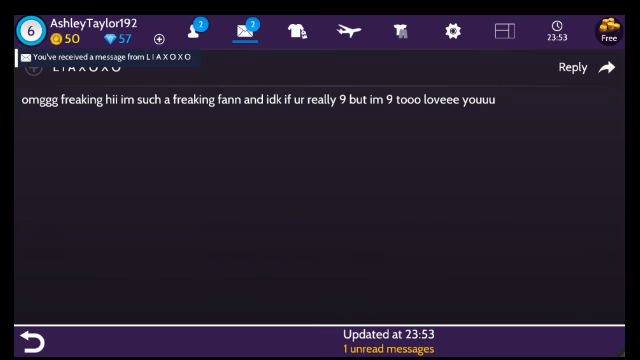 6
AshleyTaylor192
50
57
2
2
23:53
Free
You've received a message from L I A X O X O
L I A X O X O
Reply
omggg freaking hii im such a freaking fann and idk if ur really 9 but im 9 tooo loveee youuu
Updated at 23:53
1 unread messages